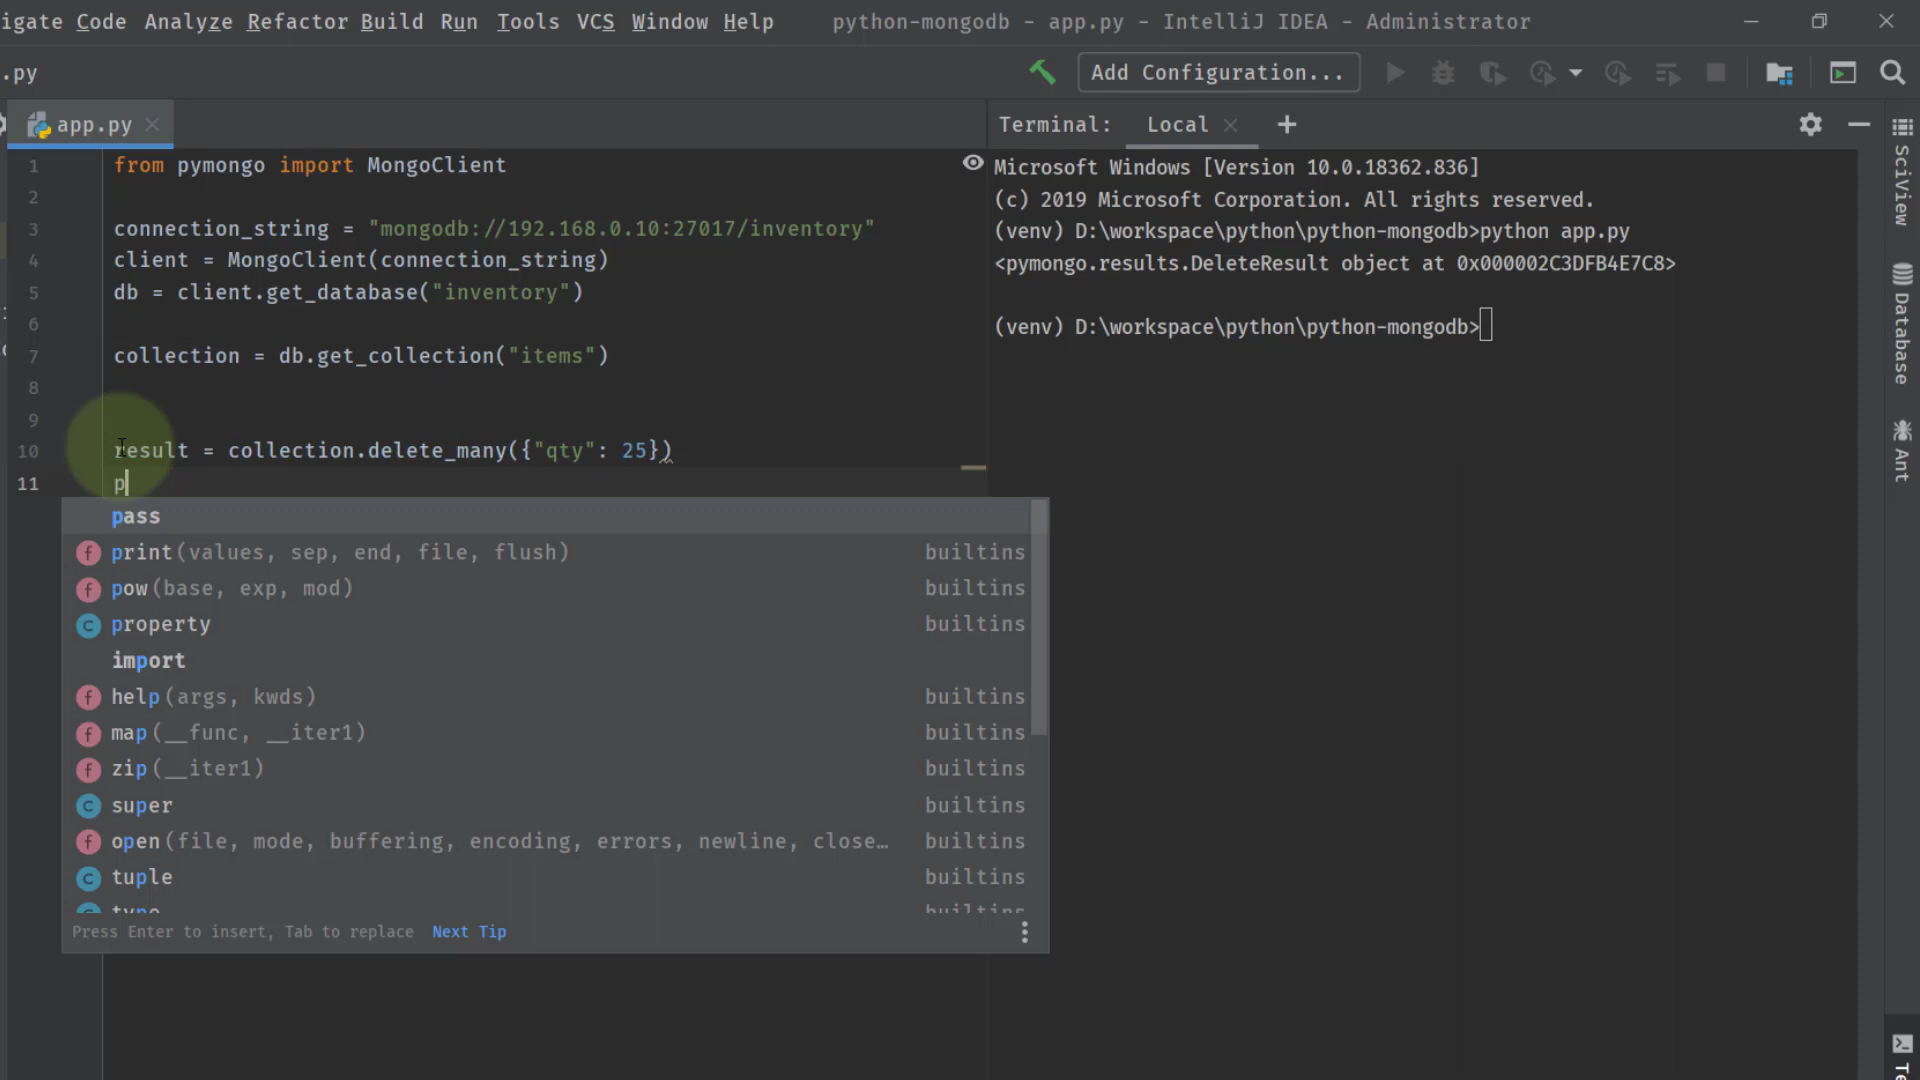 igate Code Analyze Refactor Build Run Tools VCS Window Help python-mongodb - app.py - IntelliJ IDEA - Administrator
.py Add Configuration...
app.py
Terminal: Local
1 from pymongo import MongoClient
2
3 connection_string = "mongodb://192.168.0.10:27017/inventory"
4 client = MongoClient(connection_string)
5 db = client.get_database("inventory")
6
7 collection = db.get_collection("items")
8
9
10 result = collection.delete_many({"qty": 25})
11 p
pass
print(values, sep, end, file, flush) builtins
pow(base, exp, mod) builtins
property builtins
import
help(args, kwds) builtins
map(__func, __iter1) builtins
zip(__iter1) builtins
super builtins
open(file, mode, buffering, encoding, errors, newline, close… builtins
tuple builtins
type builtins
Press Enter to insert, Tab to replace Next Tip
Microsoft Windows [Version 10.0.18362.836]
(c) 2019 Microsoft Corporation. All rights reserved.
(venv) D:\workspace\python\python-mongodb>python app.py
<pymongo.results.DeleteResult object at 0x000002C3DFB4E7C8>
(venv) D:\workspace\python\python-mongodb>
SciView
Database
Ant